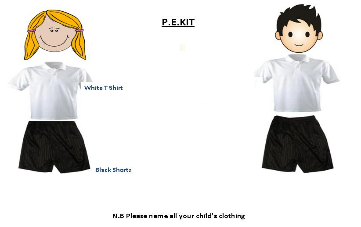 P.E.KIT
White T Shirt
Black Shorts
N.B Please name all your child's clothing